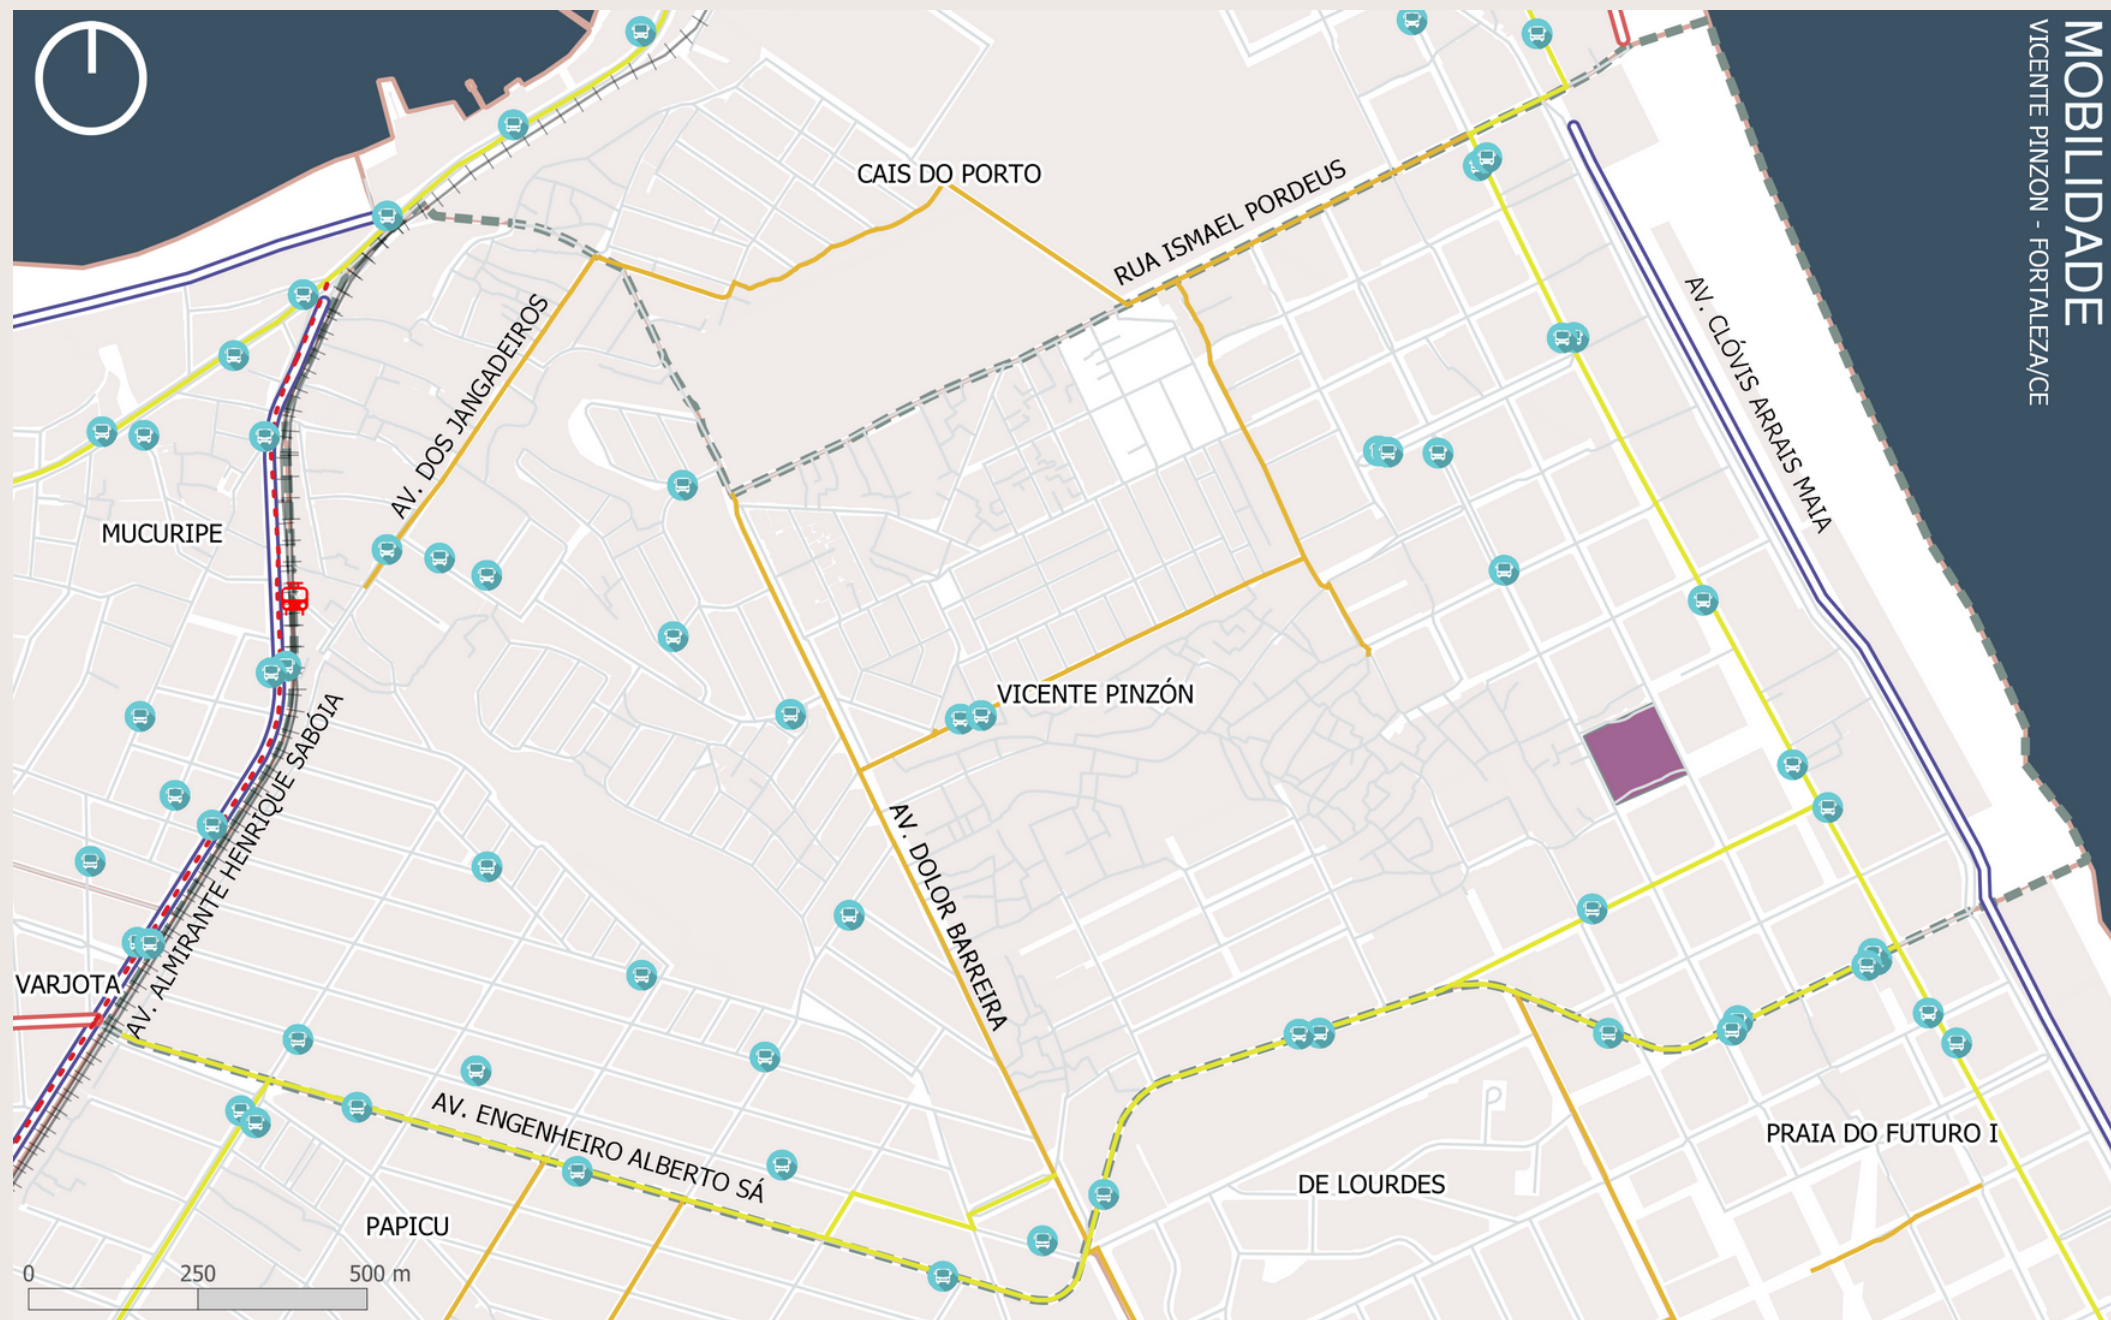 MOBILIDADE
VICENTE PINZON - FORTALEZA/CE
CAIS DO PORTO
RUA ISMAEL PORDEUS
AV. CLÓVIS ARRAIS MAIA
AV. DOS JANGADEIROS
MUCURIPE
VICENTE PINZÓN
AV. ALMIRANTE HENRIQUE SABÓIA
AV. DOLOR BARREIRA
VARJOTA
AV. ENGENHEIRO ALBERTO SÁ
PRAIA DO FUTURO I
DE LOURDES
PAPICU
0 250 500 m